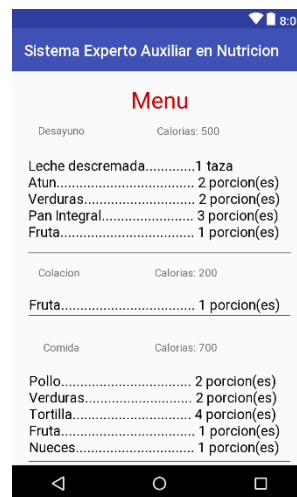 8:0
Sistema Experto Auxiliar en Nutricion
Menu
Desayuno Calorias: 500
Leche descremada.............1 taza
Atun.................................... 2 porcion(es)
Verduras............................. 2 porcion(es)
Pan Integral........................ 3 porcion(es)
Fruta................................... 1 porcion(es)
Colacion Calorias: 200
Fruta................................... 1 porcion(es)
Comida Calorias: 700
Pollo.................................. 2 porcion(es)
Verduras............................. 2 porcion(es)
Tortilla................................ 4 porcion(es)
Fruta................................... 1 porcion(es)
Nueces............................... 1 porcion(es)